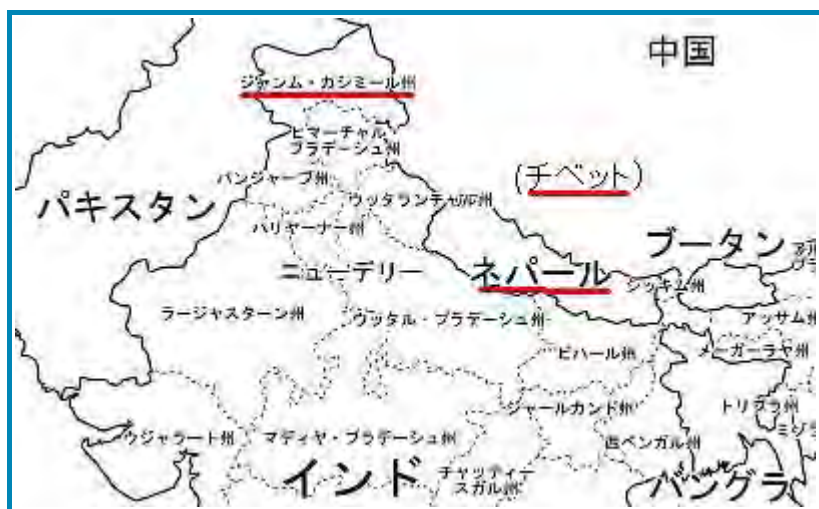 中国
ジャンム・カシミール州
ヒマーチャル
プラデーシュ州
(チベット)
パンジャーブ州
ウッタランチャル州
パキスタン
ハリヤーナー州
ブータン
ニューデリー
ネパール
シッキム州
ラージャスターン州
ウッタル・プラデーシュ州
アッサム州
ビハール州
メーガーラヤ州
ジャールカンド州
トリプラ州
ミゾラ
ウジャラート州
マディヤ・プラデーシュ州
西ベンガル州
インド
チャッティー
スガル州
バングラ